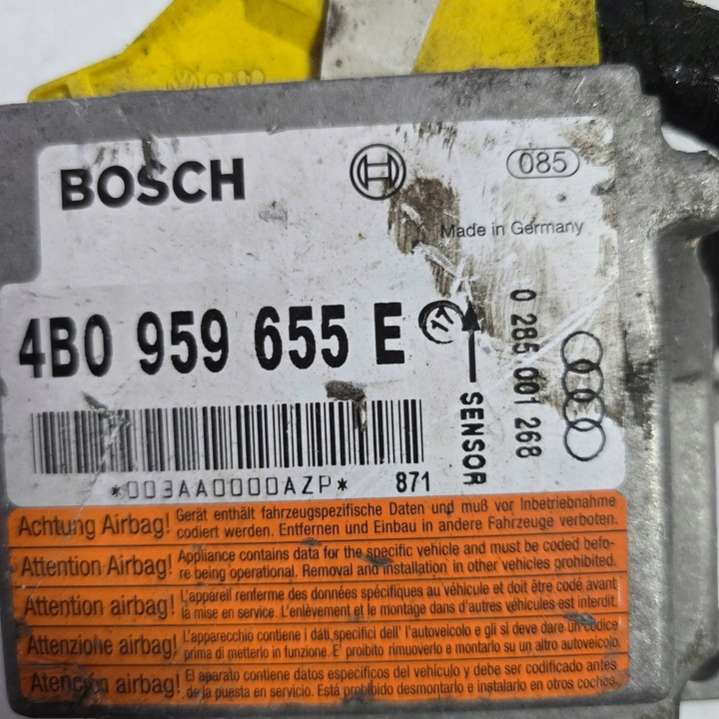 BOSCH
085
Made in Germany
4B0 959 655 E
SENSOR
0 285 001 268
*003AA0000AZP*
871
Achtung Airbag! Gerät enthält fahrzeugspezifische Daten und muß vor Inbetriebnahme
codiert werden. Entfernen und Einbau in andere Fahrzeuge verboten.
Attention Airbag! Appliance contains data for the specific vehicle and must be coded befo-
re being operational. Removal and installation in other vehicles prohibited.
Attention airbag! L'appareil renferme des données spécifiques au véhicule et doit être codé avant
la mise en service. L'enlèvement et le montage dans d'autres véhicules est interdit.
Attenzione airbag! L'apparecchio contiene i dati specifici dell' l'autoveicolo e gli si deve dare un codice
prima di metterlo in funzione. E' proibito rimuoverlo e montarlo su un altro autoveicolo.
Atención airbag! El aparato contiene datos especificos del vehículo y debe ser codificado antes
de la puesta en servicio. Está prohibido desmontarlo e instalarlo en otros coches.